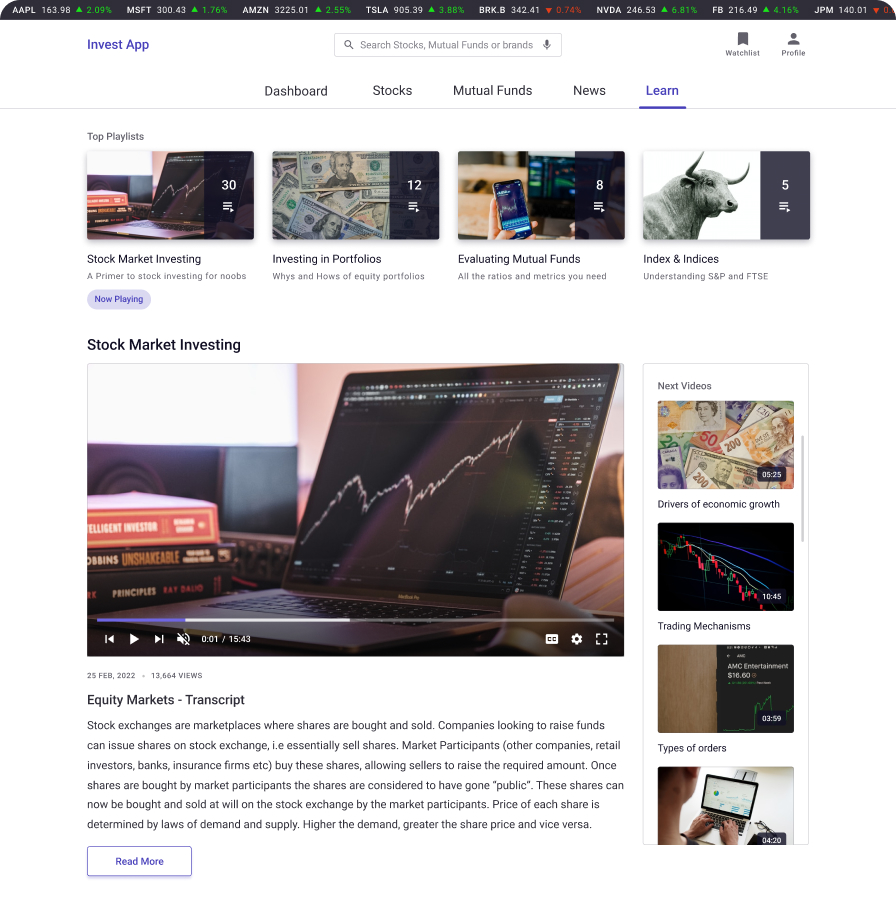 AAPL 163.98 ▲ 2.09% MSFT 300.43 ▲ 1.76% AMZN 3225.01 ▲ 2.55% TSLA 905.39 ▲ 3.88% BRK.B 342.41 ▼ 0.74% NVDA 246.53 ▲ 6.81% FB 216.49 ▲ 4.16% JPM 140.01 ▼
Invest App
Search Stocks, Mutual Funds or brands
Watchlist
Profile
Dashboard Stocks Mutual Funds News Learn
Top Playlists
30
12
8
5
Stock Market Investing
A Primer to stock investing for noobs
Now Playing
Investing in Portfolios
Whys and Hows of equity portfolios
Evaluating Mutual Funds
All the ratios and metrics you need
Index & Indices
Understanding S&P and FTSE
Stock Market Investing
TELLIGENT INVESTOR
OBBINS UNSHAKEABLE
PRINCIPLES RAY DALIO
MacBook Pro
0:01 / 15:43
CC
25 FEB, 2022 • 13,664 VIEWS
Equity Markets - Transcript
Stock exchanges are marketplaces where shares are bought and sold. Companies looking to raise funds
can issue shares on stock exchange, i.e essentially sell shares. Market Participants (other companies, retail
investors, banks, insurance firms etc) buy these shares, allowing sellers to raise the required amount. Once
shares are bought by market participants the shares are considered to have gone “public”. These shares can
now be bought and sold at will on the stock exchange by the market participants. Price of each share is
determined by laws of demand and supply. Higher the demand, greater the share price and vice versa.
Read More
Next Videos
£20
50
200
200
05:25
Drivers of economic growth
10:45
Trading Mechanisms
AMC
AMC Entertainment
$16.60
03:59
Types of orders
04:20